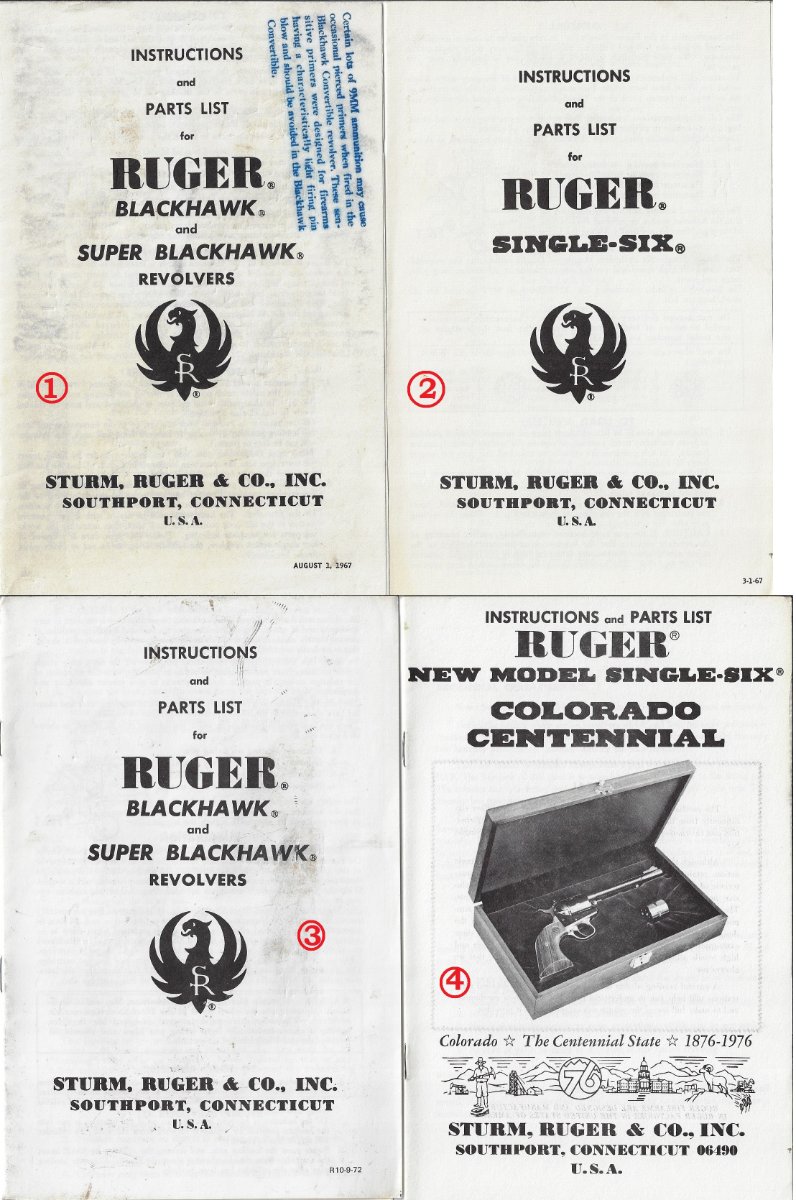 INSTRUCTIONS
and
PARTS LIST
for
RUGER®
BLACKHAWK®
and
SUPER BLACKHAWK®
REVOLVERS
Certain lots of 9MM ammunition may cause
occasional pierced primers when fired in the
Blackhawk Convertible revolver. These sen-
sitive primers were designed for firearms
having a characteristically light firing pin
blow and should be avoided in the Blackhawk
Convertible.
SR
®
1
STURM, RUGER & CO., INC.
SOUTHPORT, CONNECTICUT
U.S.A.
AUGUST 1, 1967
INSTRUCTIONS
and
PARTS LIST
for
RUGER®
SINGLE-SIX®
SR
®
2
STURM, RUGER & CO., INC.
SOUTHPORT, CONNECTICUT
U.S.A.
3-1-67
INSTRUCTIONS
and
PARTS LIST
for
RUGER®
BLACKHAWK®
and
SUPER BLACKHAWK®
REVOLVERS
SR
®
3
STURM, RUGER & CO., INC.
SOUTHPORT, CONNECTICUT
U.S.A.
R10-9-72
INSTRUCTIONS and PARTS LIST
RUGER®
NEW MODEL SINGLE-SIX®
COLORADO
CENTENNIAL
4
Colorado ☆ The Centennial State ☆ 1876-1976
76
STURM, RUGER & CO., INC.
SOUTHPORT, CONNECTICUT 06490
U.S.A.